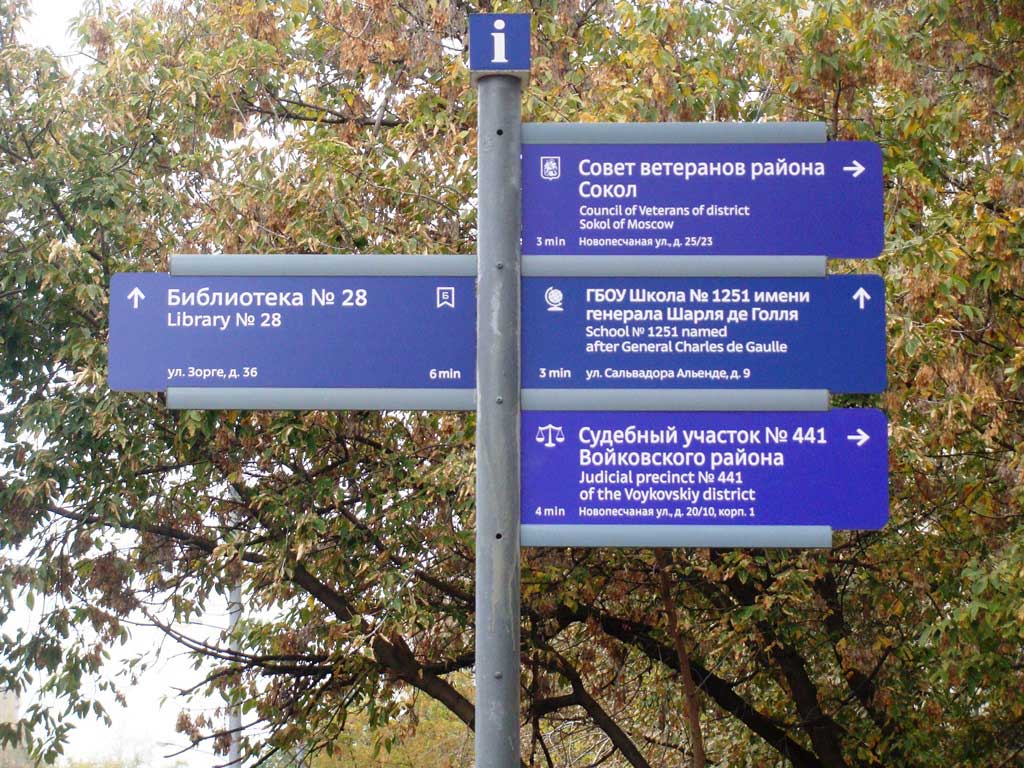 i
Совет ветеранов района
Сокол
Council of Veterans of district
Sokol of Moscow
3 min Новопесчаная ул., д. 25/23
Библиотека № 28
Library № 28
ул. Зорге, д. 36
6 min
Б
ГБОУ Школа № 1251 имени
генерала Шарля де Голля
School № 1251 named
after General Charles de Gaulle
3 min ул. Сальвадора Альенде, д. 9
Судебный участок № 441
Войковского района
Judicial precinct № 441
of the Voykovskiy district
4 min Новопесчаная ул., д. 20/10, корп. 1